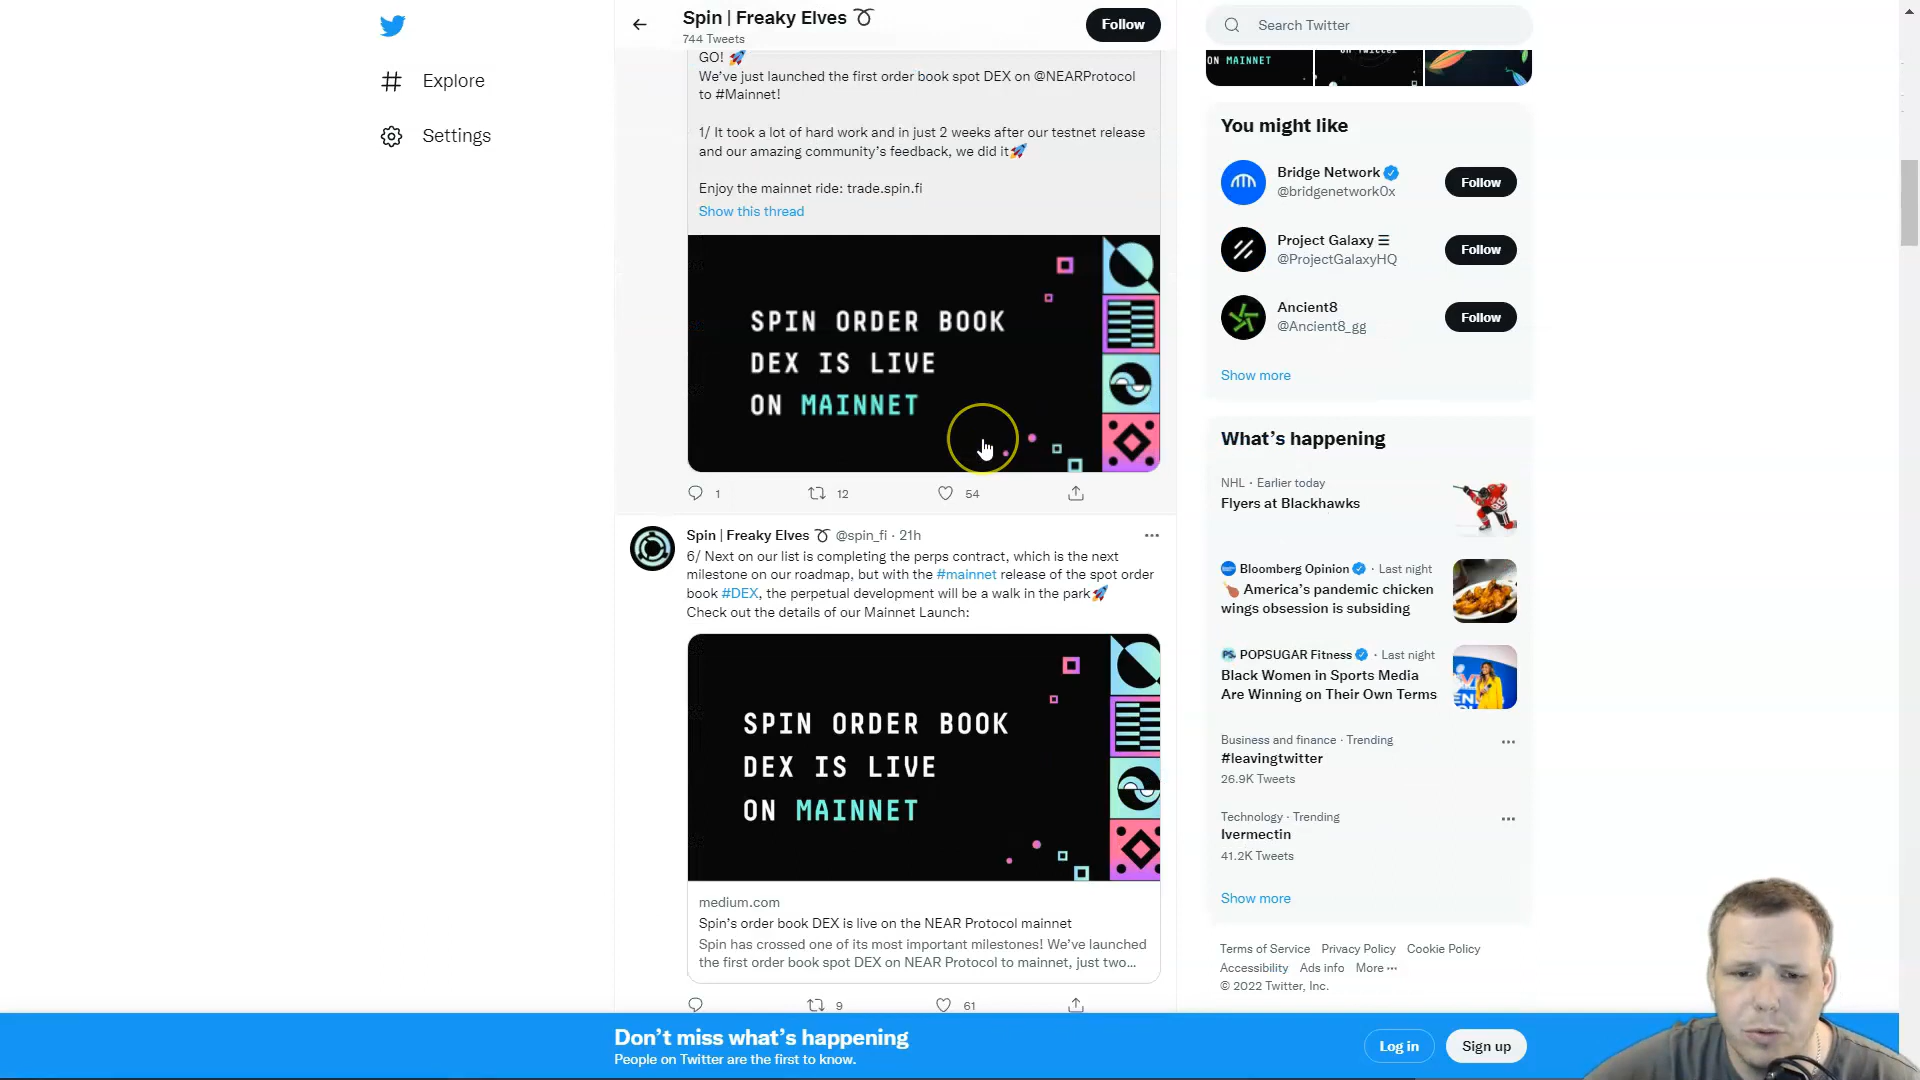 Spin | Freaky Elves
744 Tweets
Follow
Search Twitter
Explore
Settings
GO! 🚀
We've just launched the first order book spot DEX on @NEARProtocol
to #Mainnet!
1/ It took a lot of hard work and in just 2 weeks after our testnet release
and our amazing community's feedback, we did it🚀
Enjoy the mainnet ride: trade.spin.fi
Show this thread
SPIN ORDER BOOK
DEX IS LIVE
ON MAINNET
1
12
54
Spin | Freaky Elves @spin_fi · 21h
6/ Next on our list is completing the perps contract, which is the next
milestone on our roadmap, but with the #mainnet release of the spot order
book #DEX, the perpetual development will be a walk in the park🚀
Check out the details of our Mainnet Launch:
SPIN ORDER BOOK
DEX IS LIVE
ON MAINNET
medium.com
Spin's order book DEX is live on the NEAR Protocol mainnet
Spin has crossed one of its most important milestones! We've launched
the first order book spot DEX on NEAR Protocol to mainnet, just two...
9
61
ON MAINNET
You might like
Bridge Network
@bridgenetwork0x
Follow
Project Galaxy
@ProjectGalaxyHQ
Follow
Ancient8
@Ancient8_gg
Follow
Show more
What's happening
NHL · Earlier today
Flyers at Blackhawks
Bloomberg Opinion · Last night
🍗 America's pandemic chicken
wings obsession is subsiding
PS POPSUGAR Fitness · Last night
Black Women in Sports Media
Are Winning on Their Own Terms
Business and finance · Trending
#leavingtwitter
26.9K Tweets
Technology · Trending
Ivermectin
41.2K Tweets
Show more
Terms of Service Privacy Policy Cookie Policy
Accessibility Ads info More ···
© 2022 Twitter, Inc.
Don't miss what's happening
People on Twitter are the first to know.
Log in
Sign up